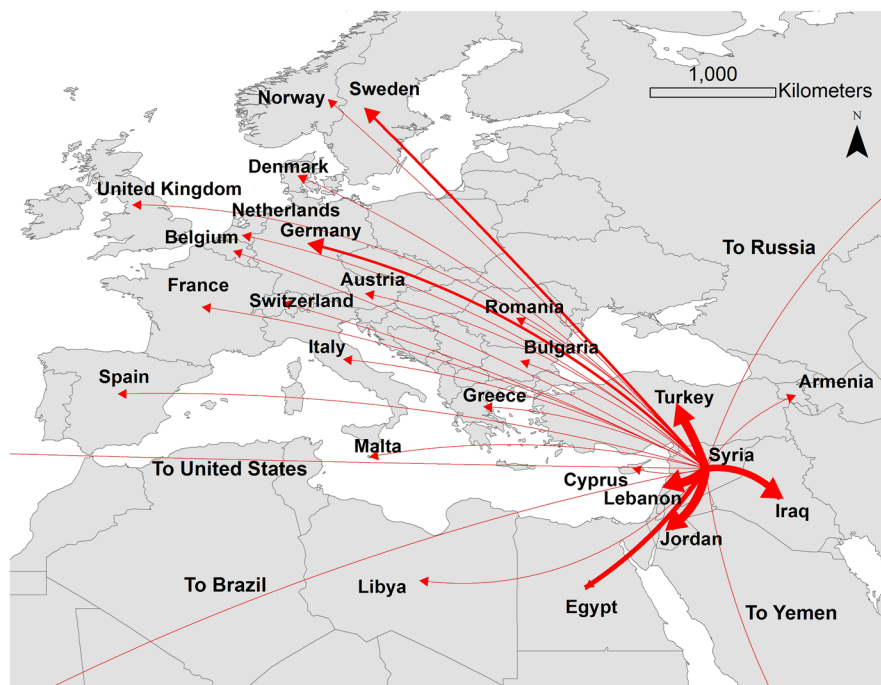 1,000
Kilometers
N
Norway
Sweden
Denmark
United Kingdom
Netherlands
Belgium
Germany
To Russia
France
Switzerland
Austria
Romania
Italy
Bulgaria
Spain
Greece
Turkey
Armenia
Malta
Syria
To United States
Cyprus
Lebanon
Iraq
Jordan
To Brazil
Libya
Egypt
To Yemen